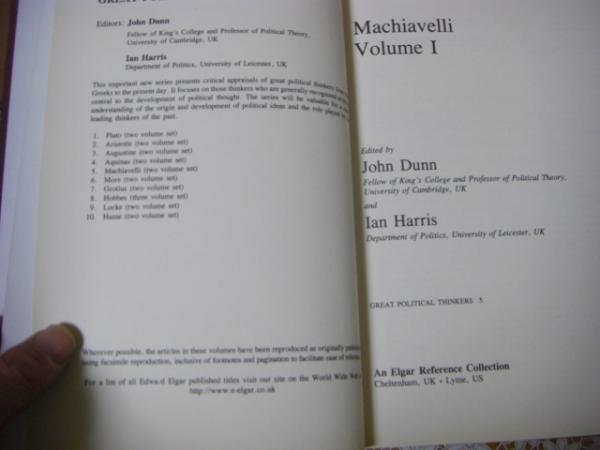 Editors: John Dunn
Fellow of King's College and Professor of Political Theory,
University of Cambridge, UK
Ian Harris
Department of Politics, University of Leicester, UK
This important new series presents critical appraisals of great political thinkers
Greeks to the present day. It focuses on those thinkers who are generally recognized
central to the development of political thought. The series will be valuable for
understanding of the origin and development of political ideas and the role played
leading thinkers of the past.
1. Plato (two volume set)
2. Aristotle (two volume set)
3. Augustine (two volume set)
4. Aquinas (two volume set)
5. Machiavelli (two volume set)
6. More (two volume set)
7. Grotius (two volume set)
8. Hobbes (three volume set)
9. Locke (two volume set)
10. Hume (two volume set)
Wherever possible, the articles in these volumes have been reproduced as originally
using facsimile reproduction, inclusive of footnotes and pagination to facilitate ease of
For a list of all Edwa.d Elgar published titles visit our site on the World Wide
http://www.e-elgar.co.uk
Machiavelli
Volume I
Edited by
John Dunn
Fellow of King's College and Professor of Political Theory,
University of Cambridge, UK
and
Ian Harris
Department of Politics, University of Leicester, UK
GREAT POLITICAL THINKERS 5
An Elgar Reference Collection
Cheltenham, UK • Lyme, US